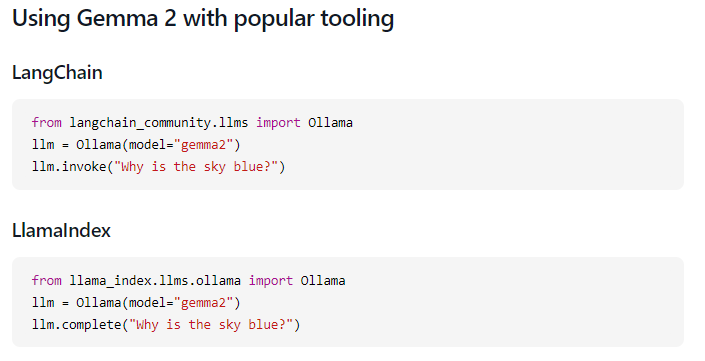 Using Gemma 2 with popular tooling
LangChain
from langchain_community.llms import Ollama
llm = Ollama(model="gemma2")
llm.invoke("Why is the sky blue?")
LlamaIndex
from llama_index.llms.ollama import Ollama
llm = Ollama(model="gemma2")
llm.complete("Why is the sky blue?")